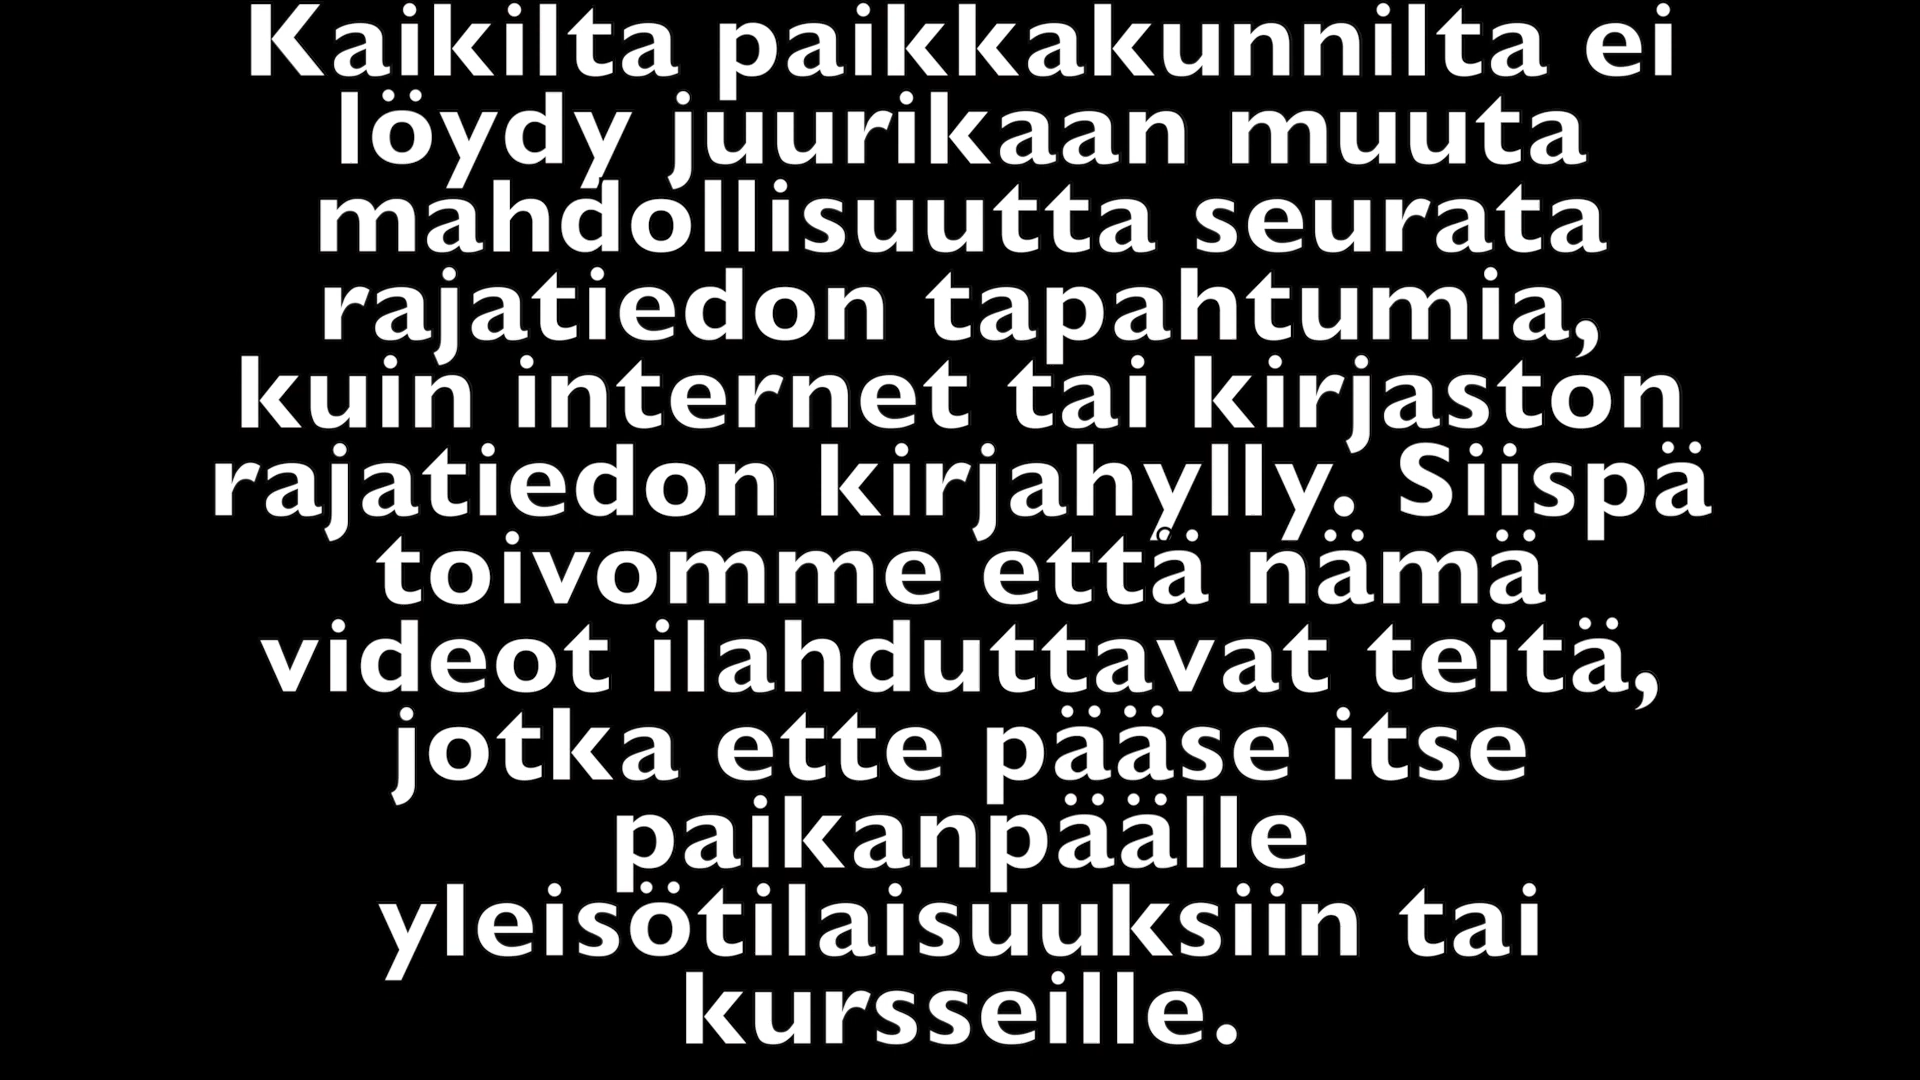 Kaikilta paikkakunnilta ei
löydy juurikaan muuta
mahdollisuutta seurata
rajatiedon tapahtumia,
kuin internet tai kirjaston
rajatiedon kirjahylly. Siispä
toivomme että nämä
videot ilahduttavat teitä,
jotka ette pääse itse
paikanpäälle
yleisötilaisuuksiin tai
kursseille.